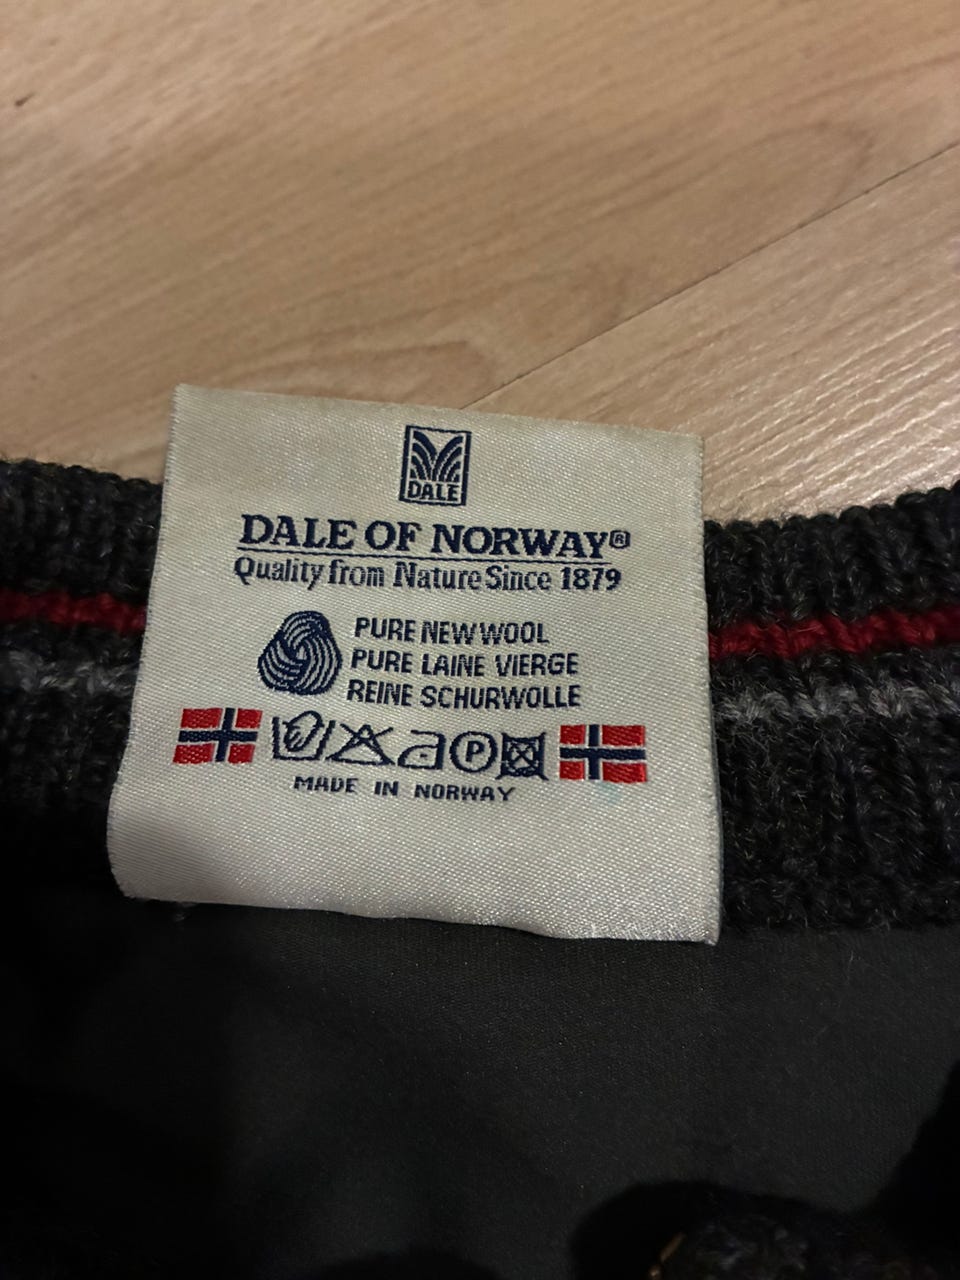 DALE
DALE OF NORWAY®
Quality from Nature Since 1879
PURE NEW WOOL
PURE LAINE VIERGE
REINE SCHURWOLLE
P
MADE IN NORWAY